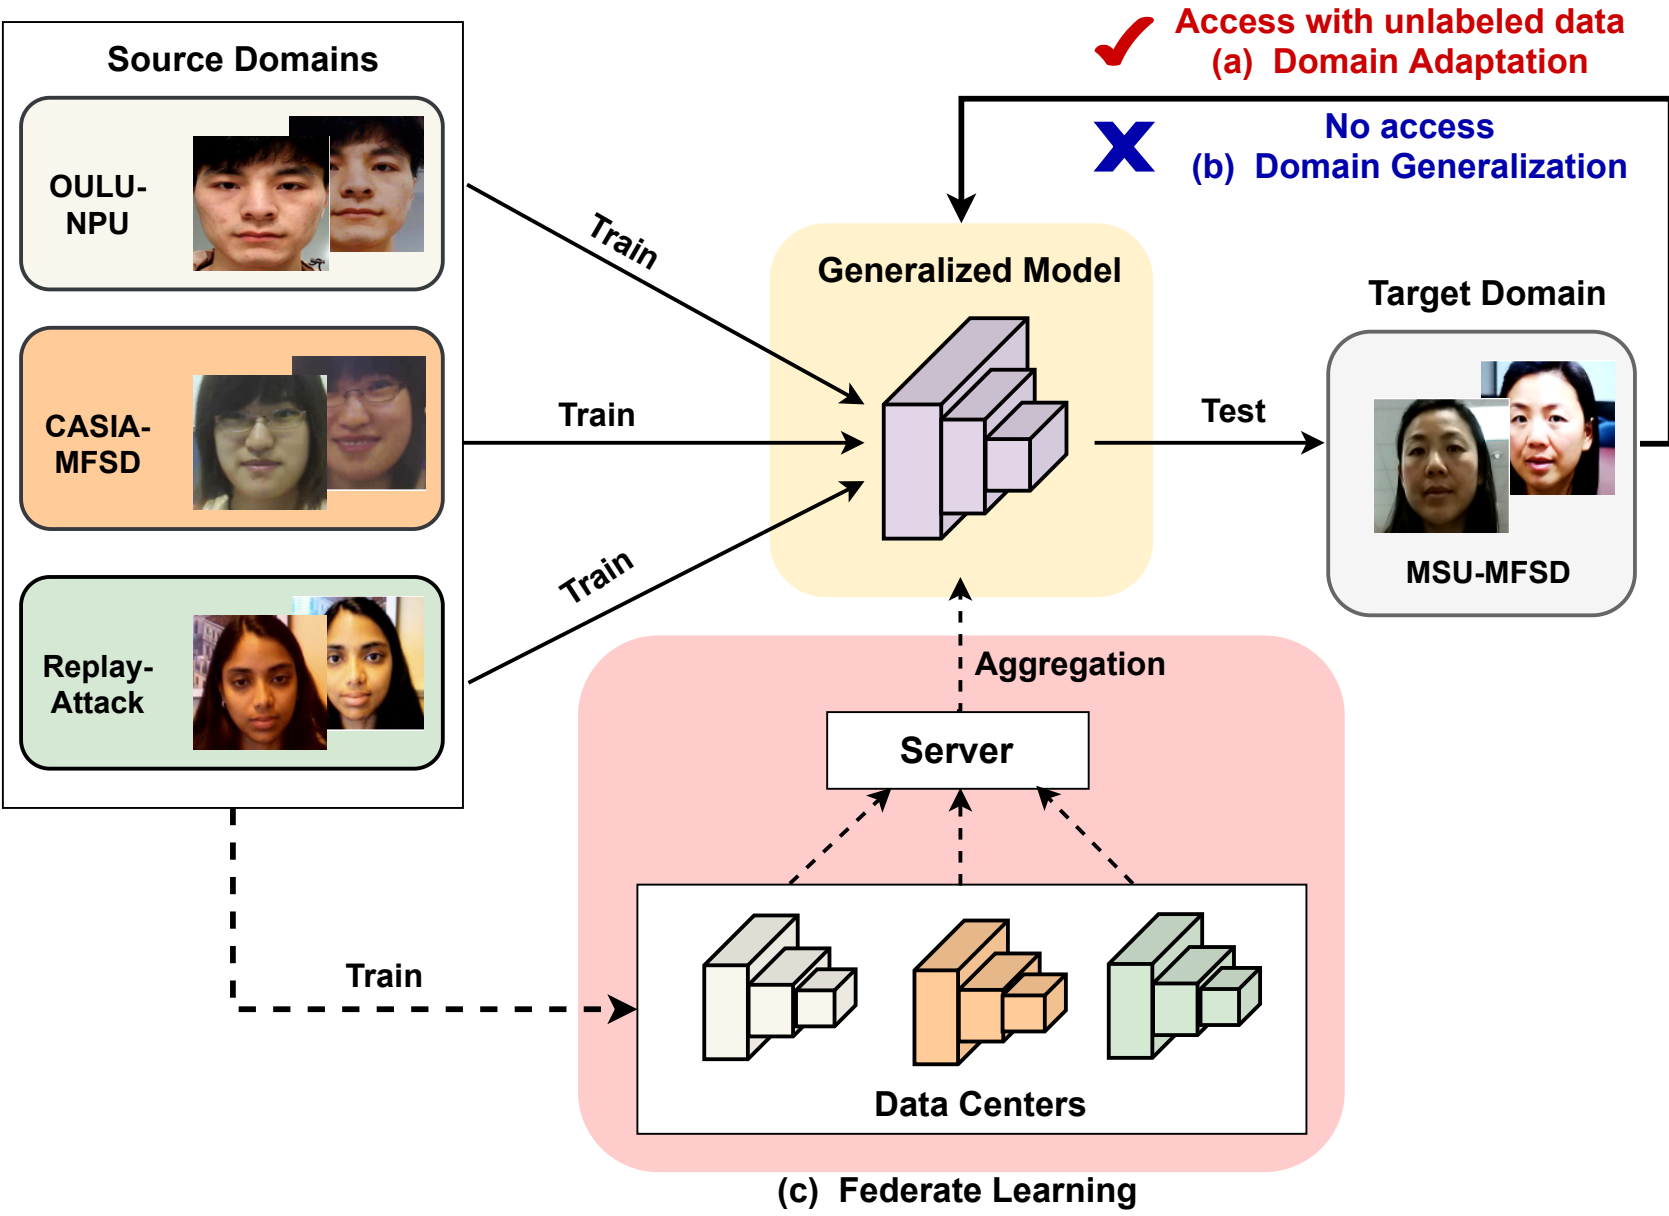 Source Domains
OULU-
NPU
CASIA-
MFSD
Replay-
Attack
Train
Train
Train
Train
Access with unlabeled data
(a) Domain Adaptation
No access
(b) Domain Generalization
Generalized Model
Test
Target Domain
MSU-MFSD
Aggregation
Server
Data Centers
(c) Federate Learning